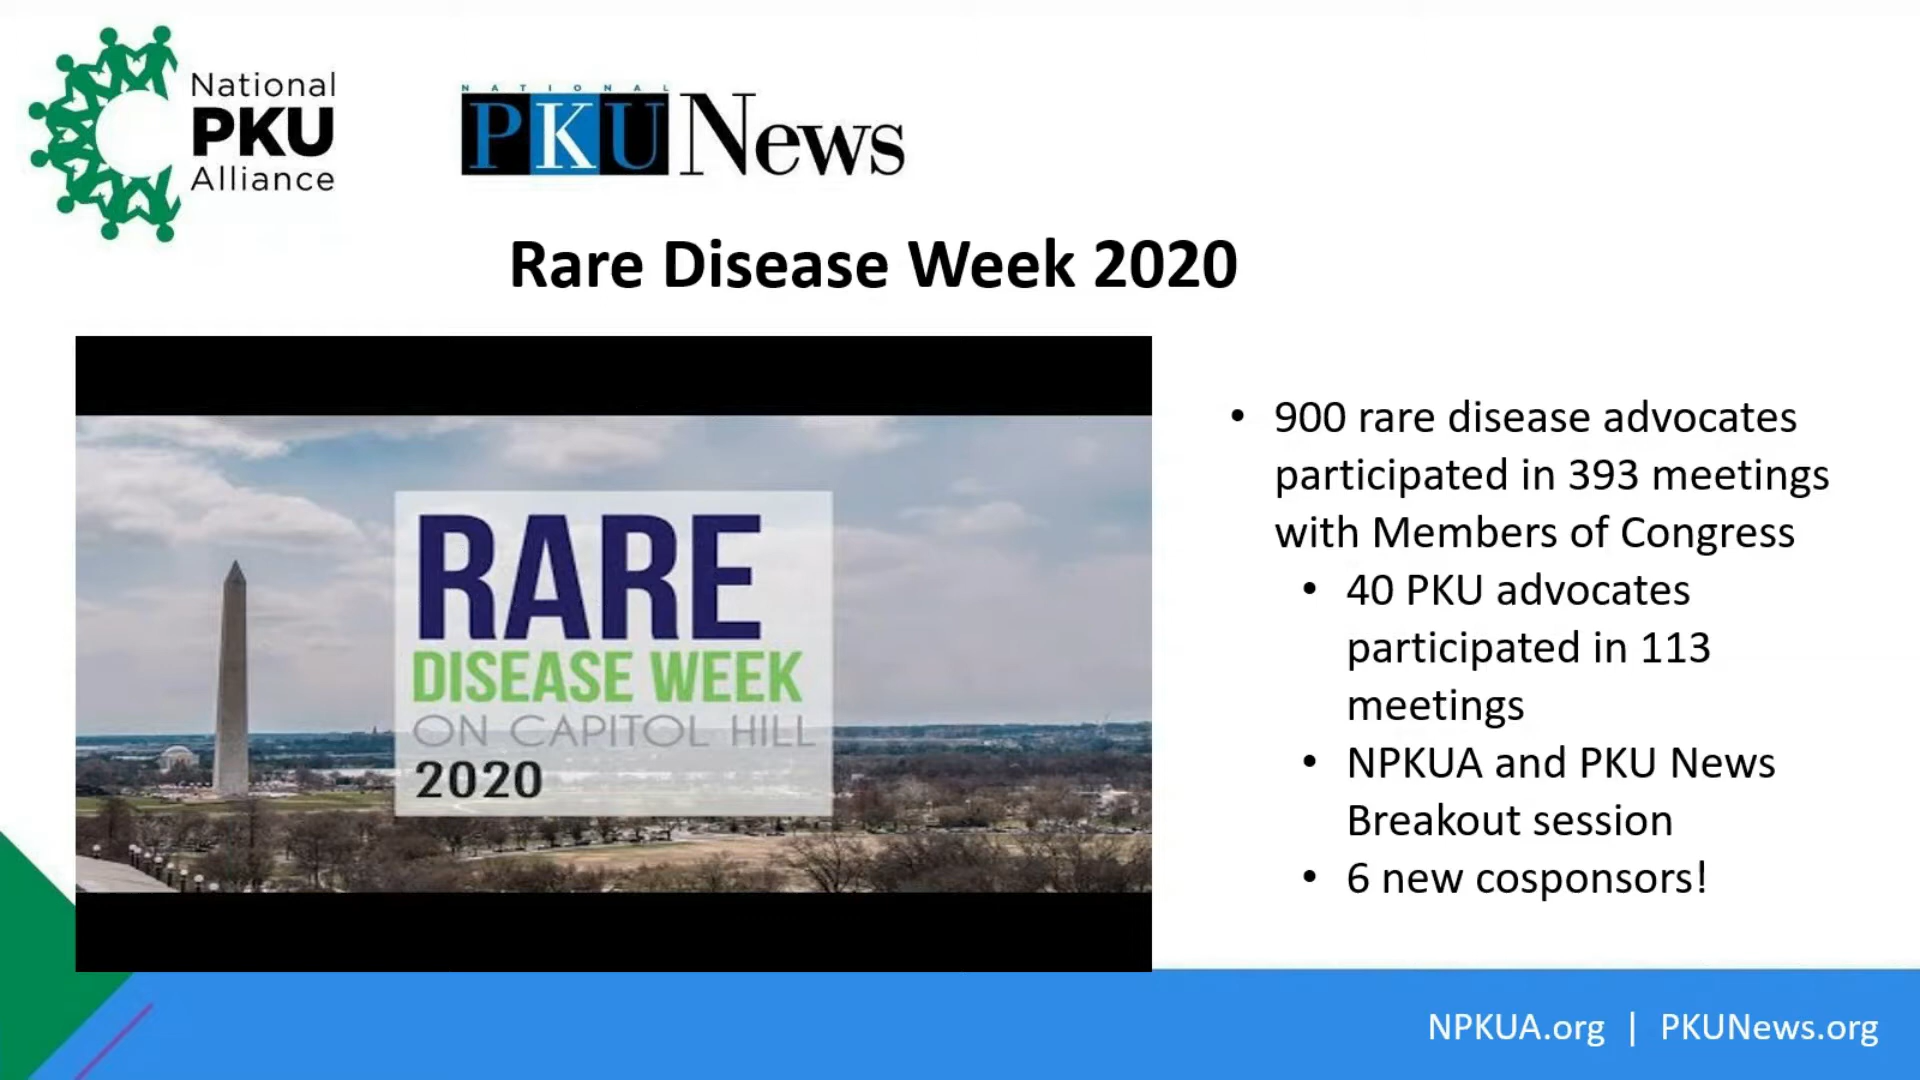 National
PKU
Alliance
NATIONAL
PKU News
Rare Disease Week 2020
RARE
DISEASE WEEK
ON CAPITOL HILL
2020
• 900 rare disease advocates
participated in 393 meetings
with Members of Congress
• 40 PKU advocates
participated in 113
meetings
• NPKUA and PKU News
Breakout session
• 6 new cosponsors!
NPKUA.org | PKUNews.org